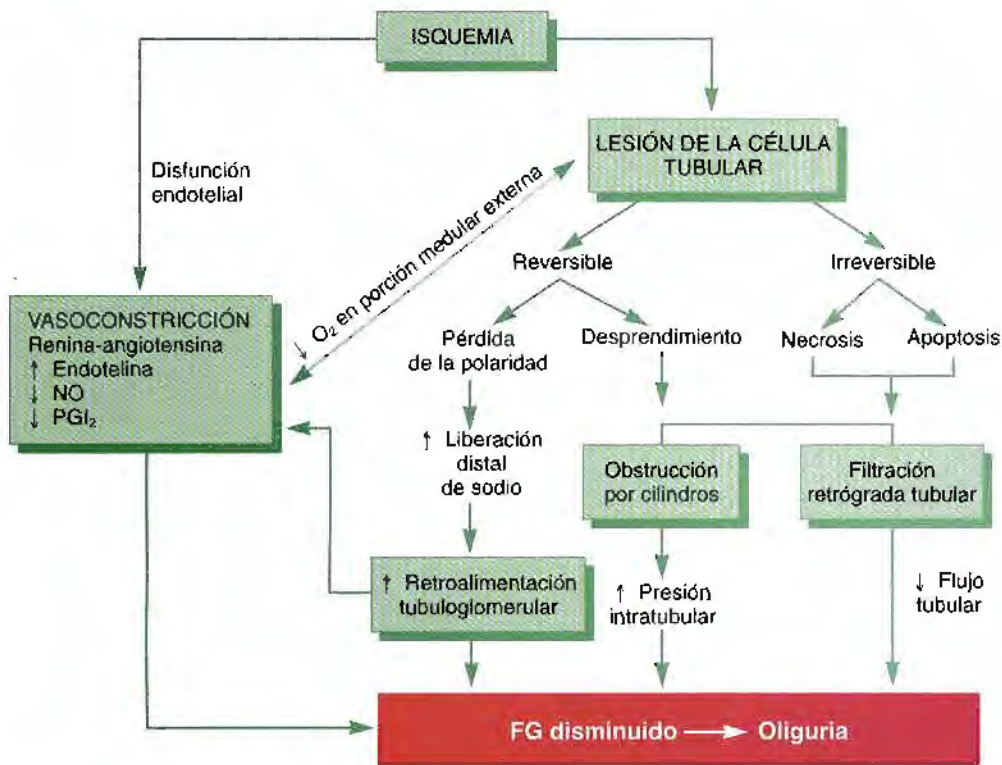 ISQUEMIA
Disfunción
endotelial
LESIÓN DE LA CÉLULA
TUBULAR
↓ O₂ en porción medular externa
Reversible
Irreversible
VASOCONSTRICCIÓN
Renina-angiotensina
↑ Endotelina
↓ NO
↓ PGI₂
Pérdida
de la polaridad
Desprendimiento
Necrosis
Apoptosis
↑ Liberación
distal
de sodio
Obstrucción
por cilindros
Filtración
retrógrada tubular
↑ Retroalimentación
tubuloglomerular
↑ Presión
intratubular
↓ Flujo
tubular
FG disminuido → Oliguria